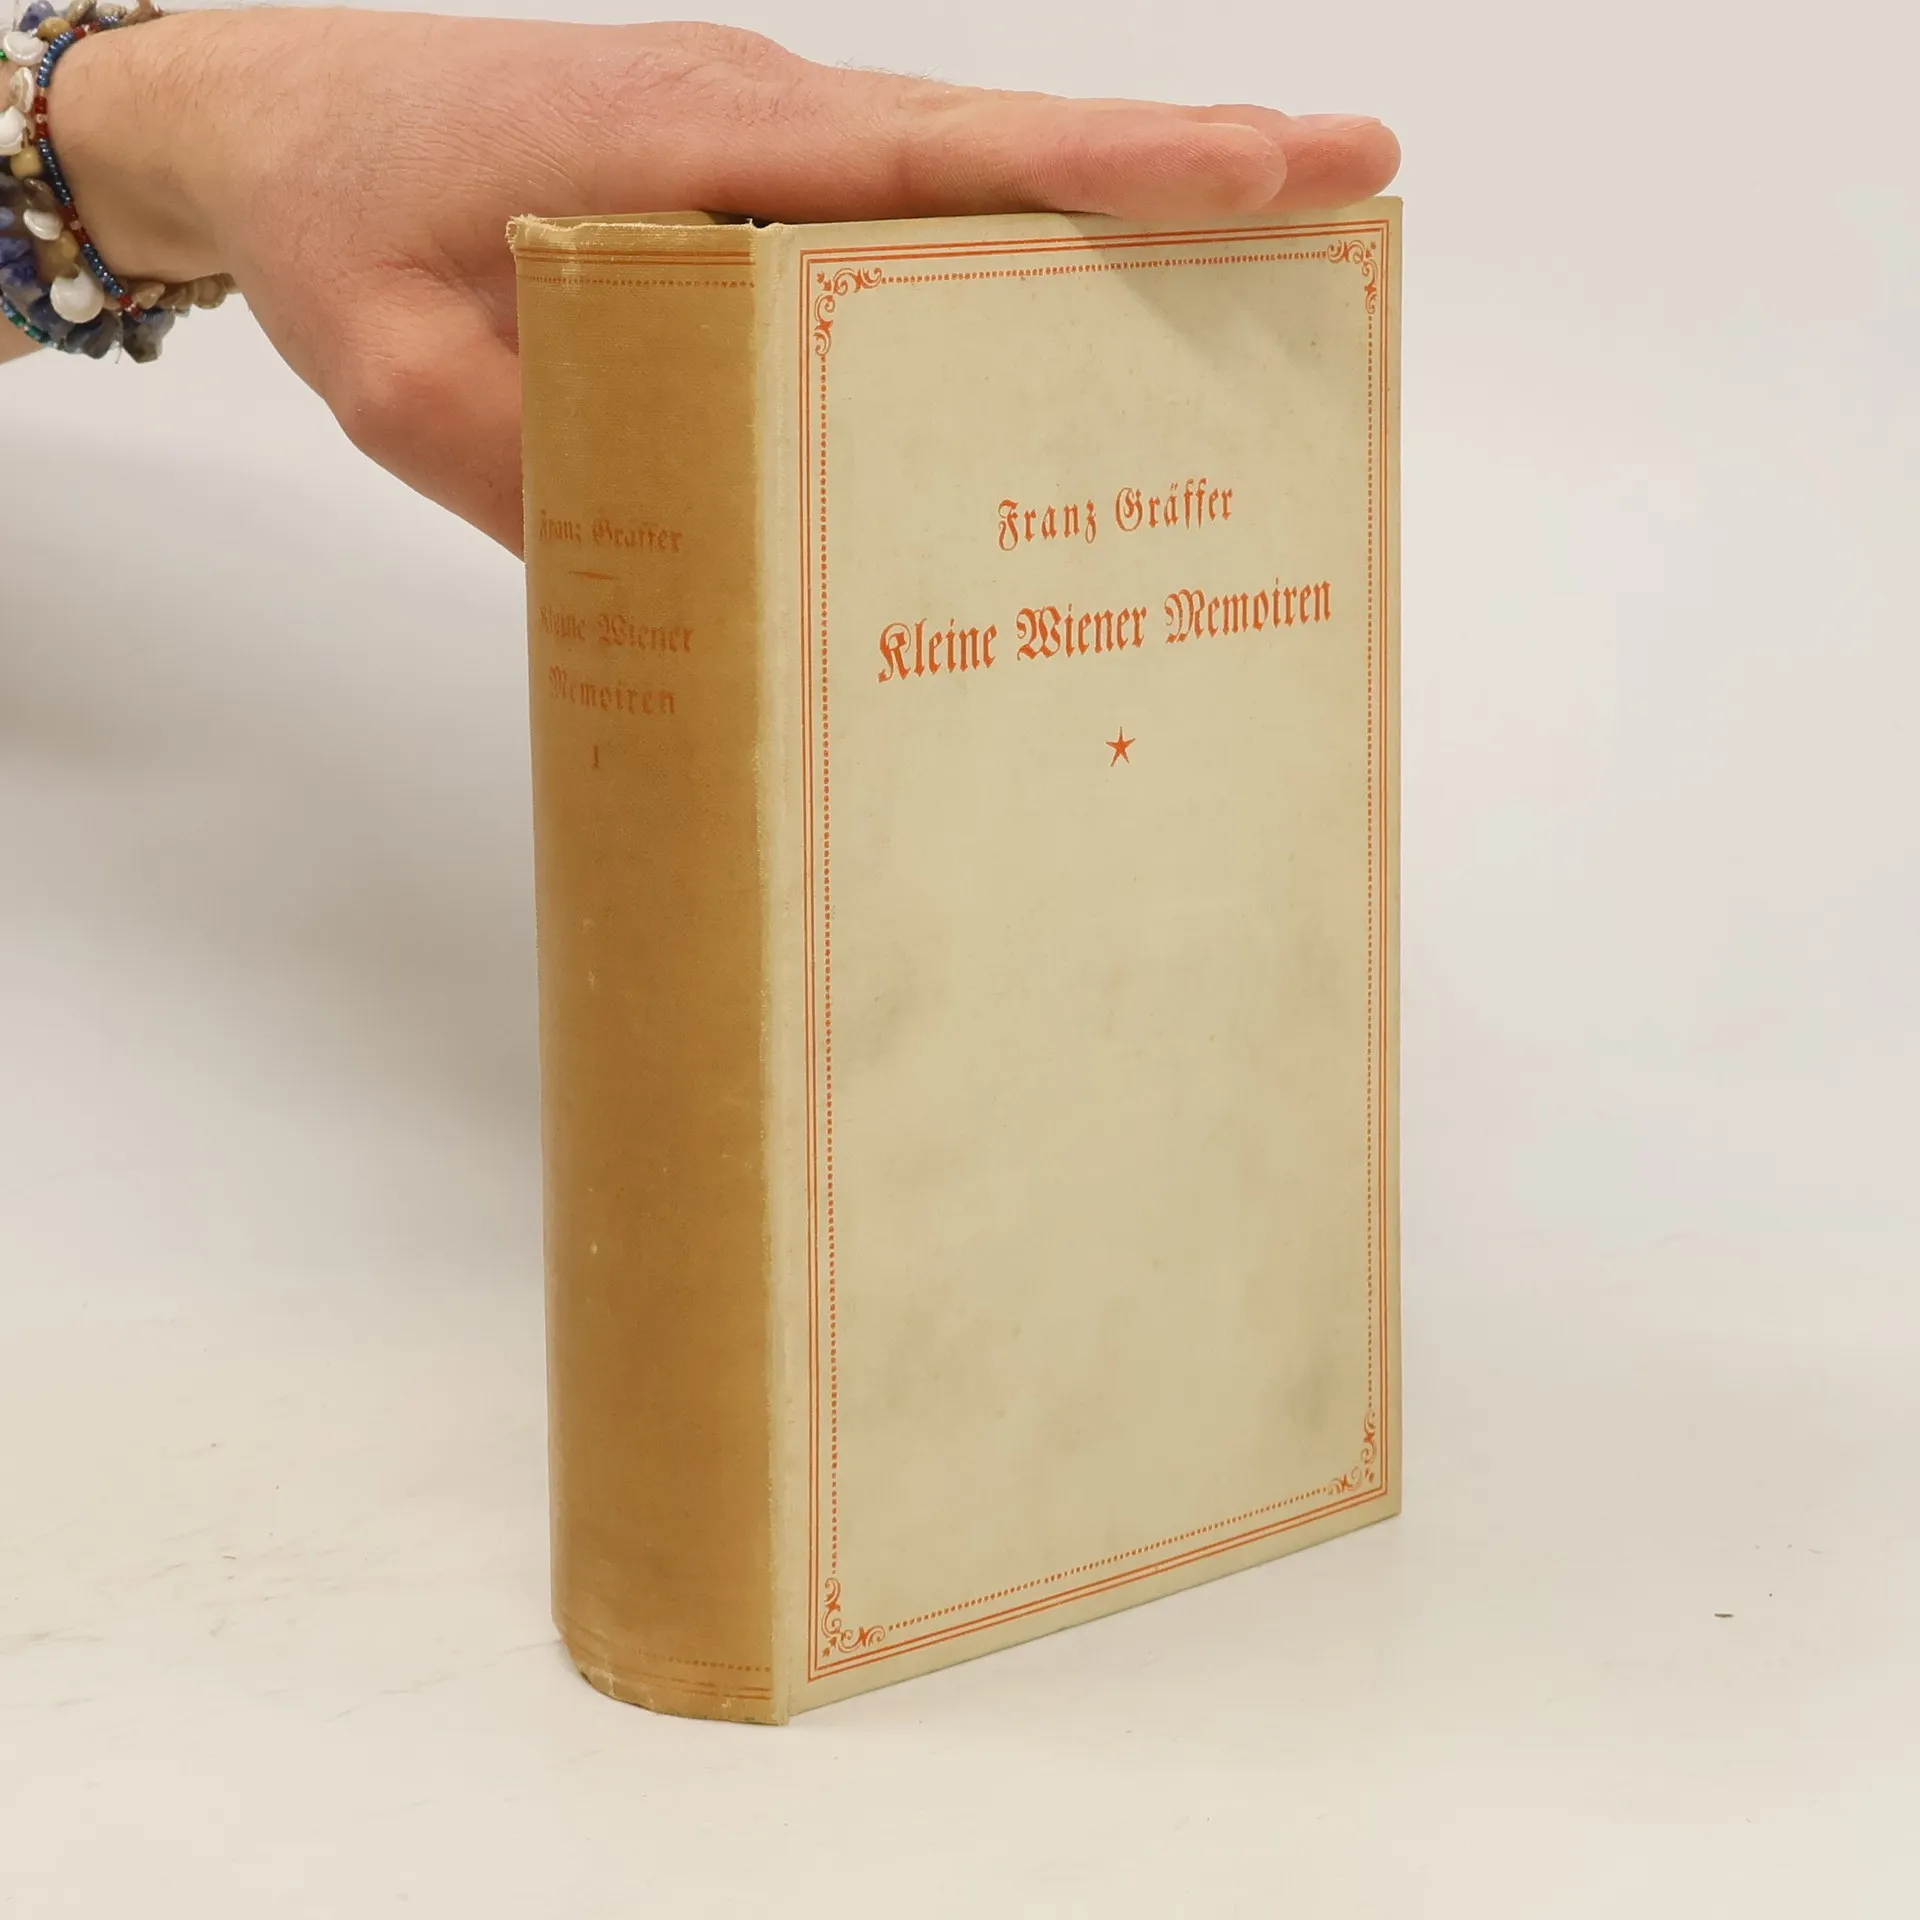 Franz Gräffer
Kleine Wiener
Memoiren
I
Franz Gräffer
Kleine Wiener Memoiren